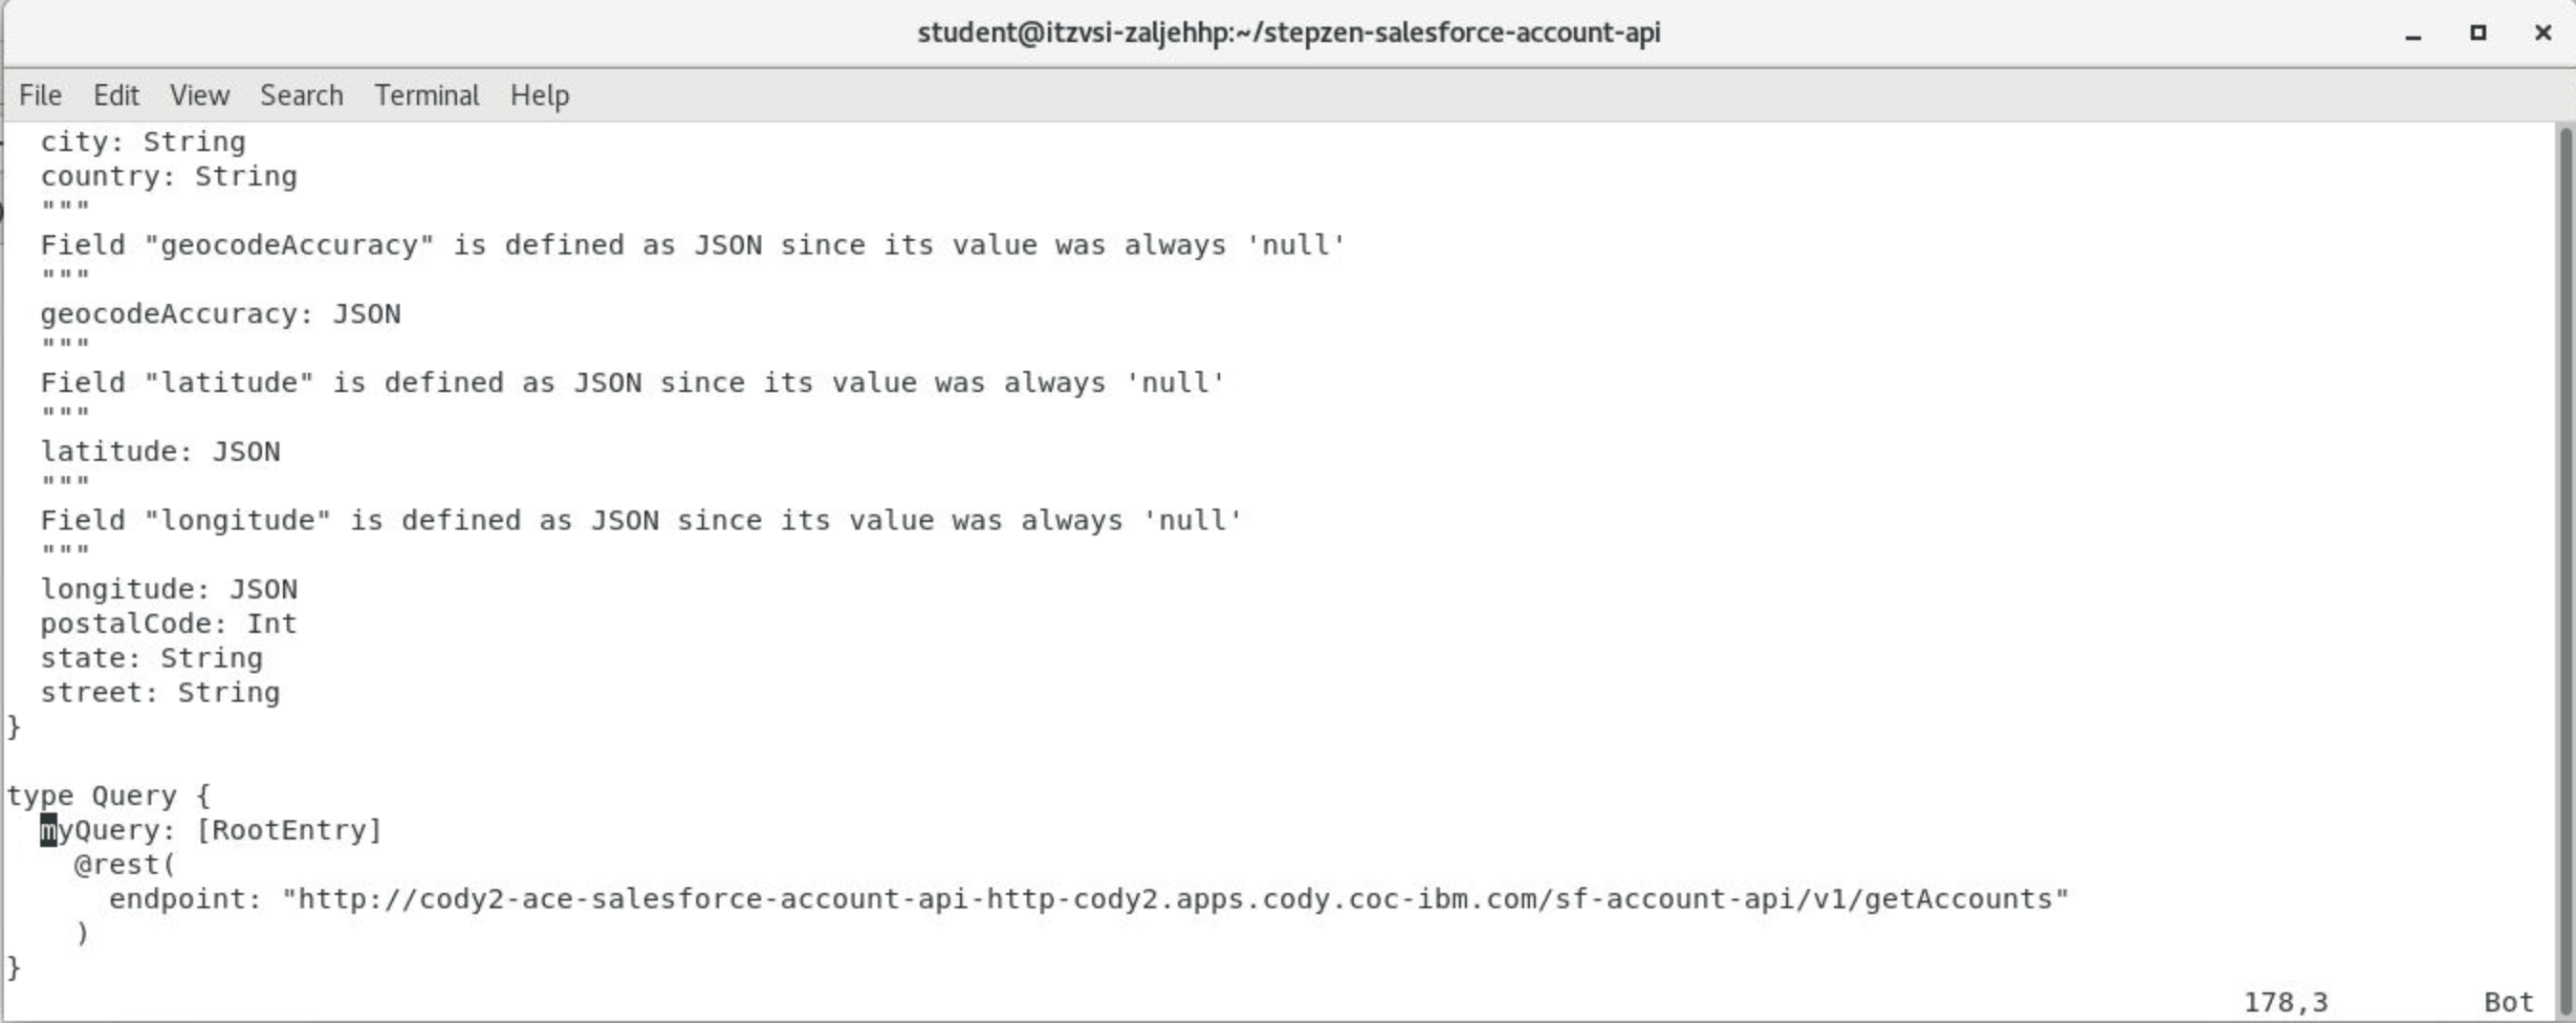 student@itzvsi-zaljehhp:~/stepzen-salesforce-account-api
File Edit View Search Terminal Help
city: String
country: String
"""
Field "geocodeAccuracy" is defined as JSON since its value was always 'null'
"""
geocodeAccuracy: JSON
"""
Field "latitude" is defined as JSON since its value was always 'null'
"""
latitude: JSON
"""
Field "longitude" is defined as JSON since its value was always 'null'
"""
longitude: JSON
postalCode: Int
state: String
street: String
}
type Query {
myQuery: [RootEntry]
@rest(
endpoint: "http://cody2-ace-salesforce-account-api-http-cody2.apps.cody.coc-ibm.com/sf-account-api/v1/getAccounts"
)
}
178,3 Bot